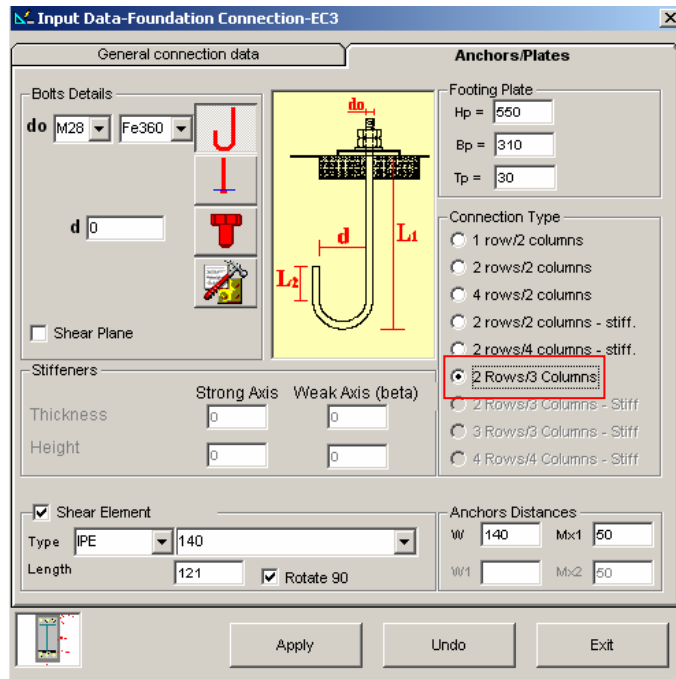 Input Data-Foundation Connection-EC3
General connection data
Anchors/Plates
Bolts Details
do M28 Fe360
d 0
Shear Plane
do
d
L1
L2
Footing Plate
Hp = 550
Bp = 310
Tp = 30
Connection Type
1 row/2 columns
2 rows/2 columns
4 rows/2 columns
2 rows/2 columns - stiff.
2 rows/4 columns - stiff.
2 Rows/3 Columns
2 Rows/3 Columns - Stiff
3 Rows/3 Columns - Stiff
4 Rows/4 Columns - Stiff
Stiffeners
Strong Axis Weak Axis (beta)
Thickness 0 0
Height 0 0
Shear Element
Type IPE 140
Length 121 Rotate 90
Anchors Distances
W 140 Mx1 50
W1 Mx2 50
Apply Undo Exit